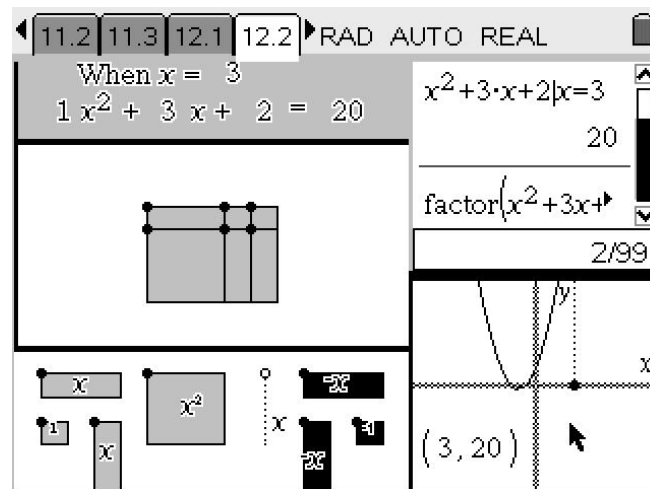 11.2 11.3 12.1 12.2 RAD AUTO REAL
When x = 3
1 x² + 3 x + 2 = 20
x²+3·x+2|x=3
20
factor(x²+3x+
2/99
y
x
(3,20)
x
x²
x
-x
1
x
-x
-1